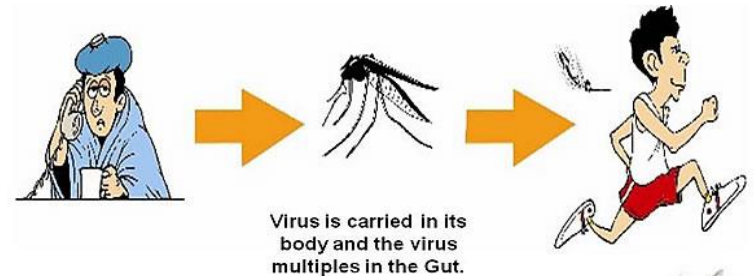 Virus is carried in its
body and the virus
multiples in the Gut.